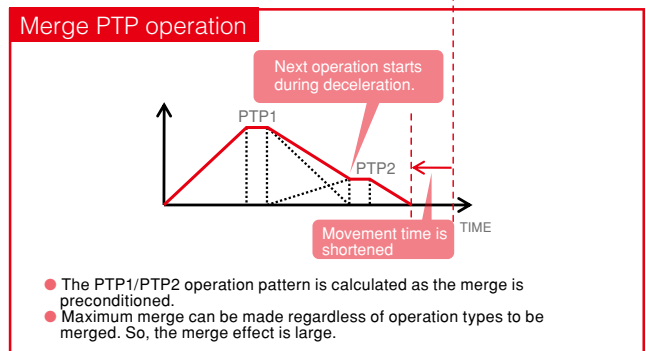 Merge PTP operation
Next operation starts
during deceleration.
PTP1
PTP2
TIME
Movement time is
shortened
● The PTP1/PTP2 operation pattern is calculated as the merge is
preconditioned.
● Maximum merge can be made regardless of operation types to be
merged. So, the merge effect is large.